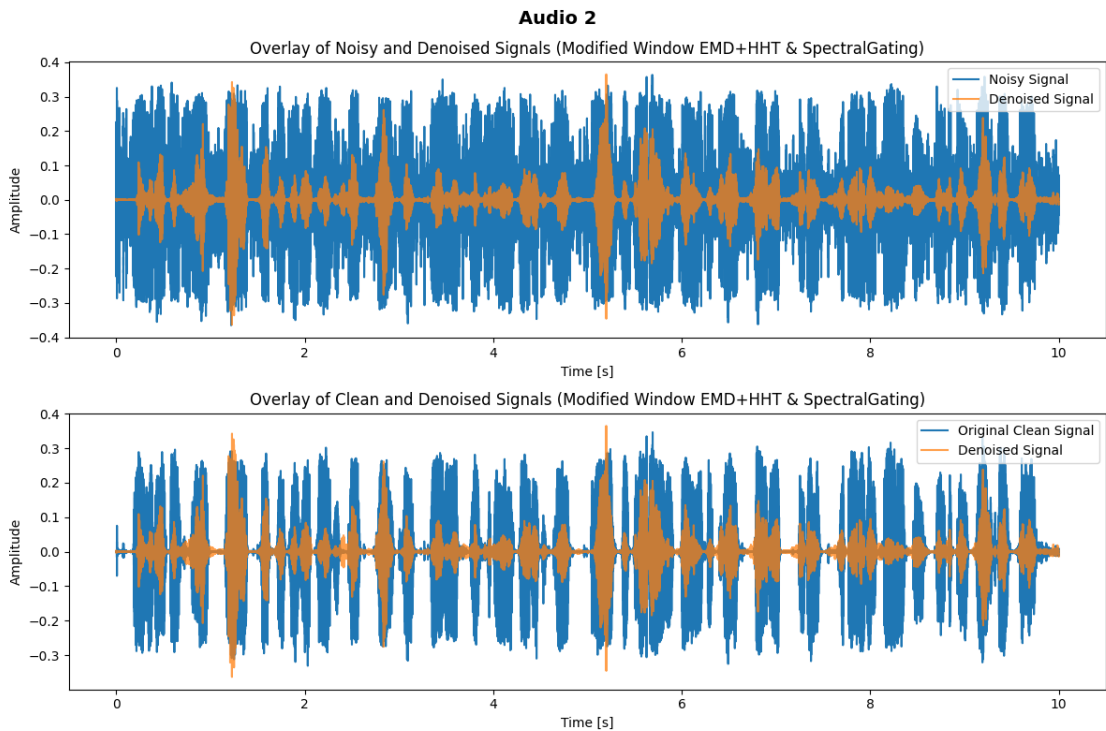 Audio 2
Overlay of Noisy and Denoised Signals (Modified Window EMD+HHT & SpectralGating)
0.4
0.3
0.2
0.1
0.0
−0.1
−0.2
−0.3
−0.4
Amplitude
Noisy Signal
Denoised Signal
0 2 4 6 8 10
Time [s]
Overlay of Clean and Denoised Signals (Modified Window EMD+HHT & SpectralGating)
0.4
0.3
0.2
0.1
0.0
−0.1
−0.2
−0.3
Amplitude
Original Clean Signal
Denoised Signal
0 2 4 6 8 10
Time [s]